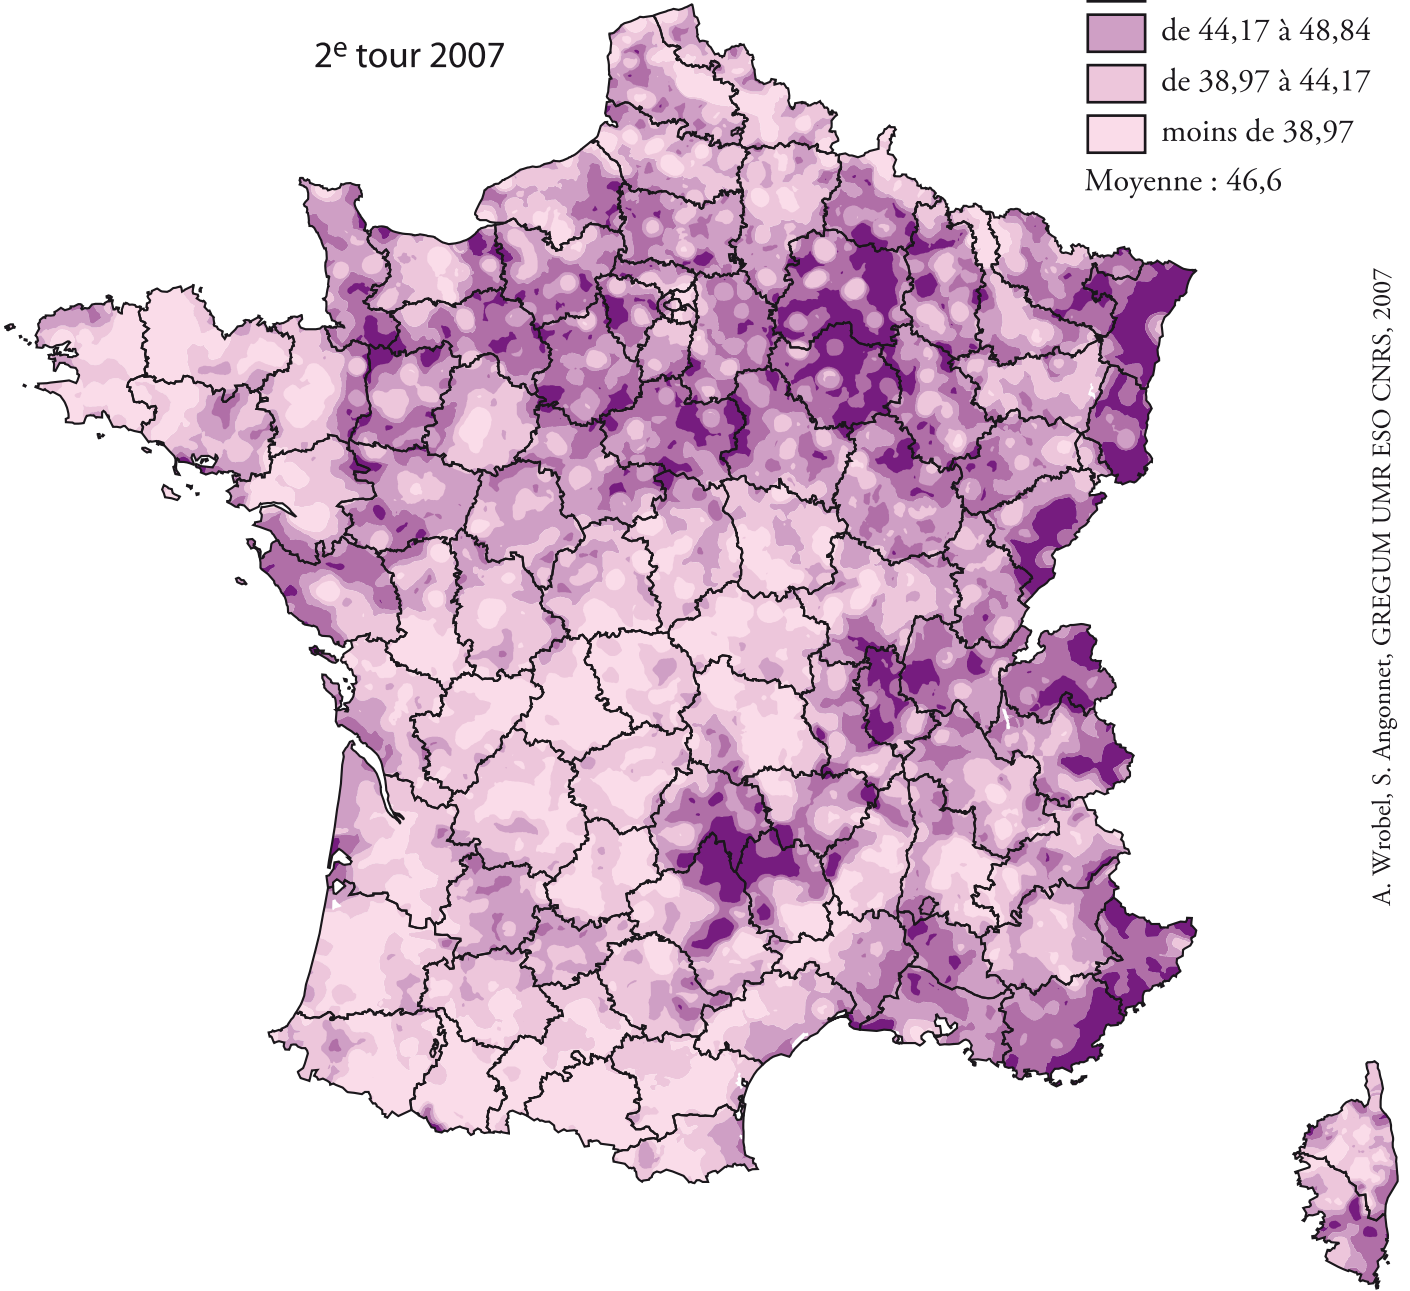 2e tour 2007
de 44,17 à 48,84
de 38,97 à 44,17
moins de 38,97
Moyenne : 46,6
A. Wrobel, S. Angonnet, GREGUM UMR ESO CNRS, 2007